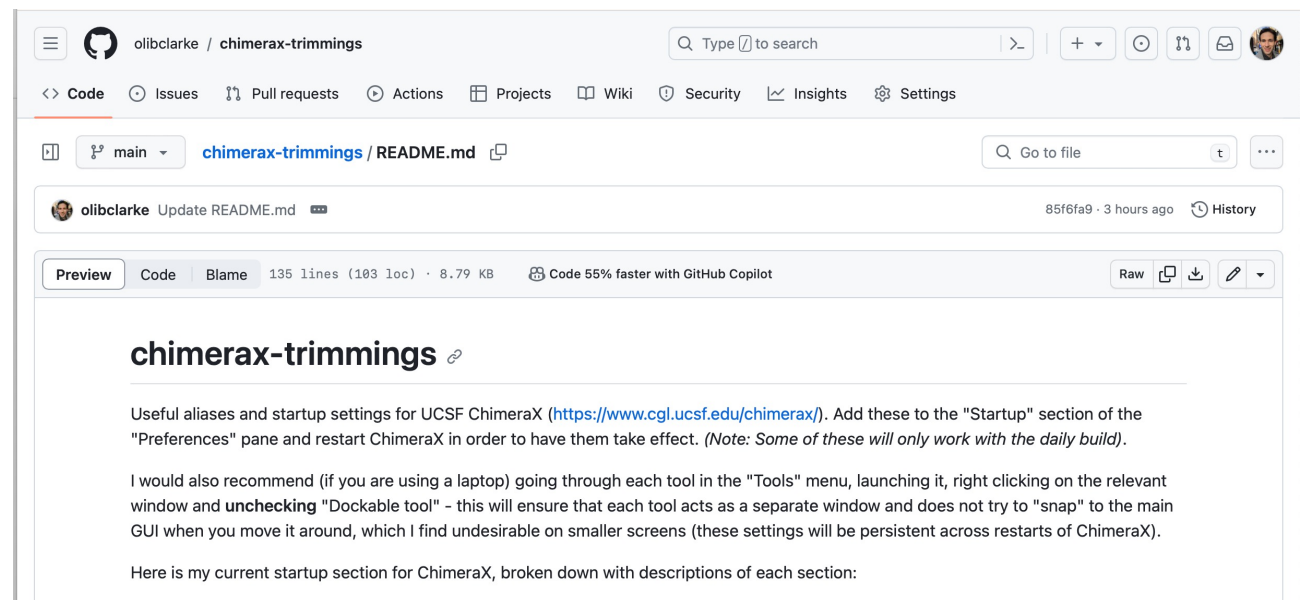 olibclarke / chimerax-trimmings
Type / to search
Code Issues Pull requests Actions Projects Wiki Security Insights Settings
main chimerax-trimmings / README.md
Go to file t
olibclarke Update README.md
85f6fa9 · 3 hours ago History
Preview Code Blame 135 lines (103 loc) · 8.79 KB Code 55% faster with GitHub Copilot Raw
chimerax-trimmings
Useful aliases and startup settings for UCSF ChimeraX (https://www.cgl.ucsf.edu/chimerax/). Add these to the "Startup" section of the
"Preferences" pane and restart ChimeraX in order to have them take effect. (Note: Some of these will only work with the daily build).
I would also recommend (if you are using a laptop) going through each tool in the "Tools" menu, launching it, right clicking on the relevant
window and unchecking "Dockable tool" - this will ensure that each tool acts as a separate window and does not try to "snap" to the main
GUI when you move it around, which I find undesirable on smaller screens (these settings will be persistent across restarts of ChimeraX).
Here is my current startup section for ChimeraX, broken down with descriptions of each section: